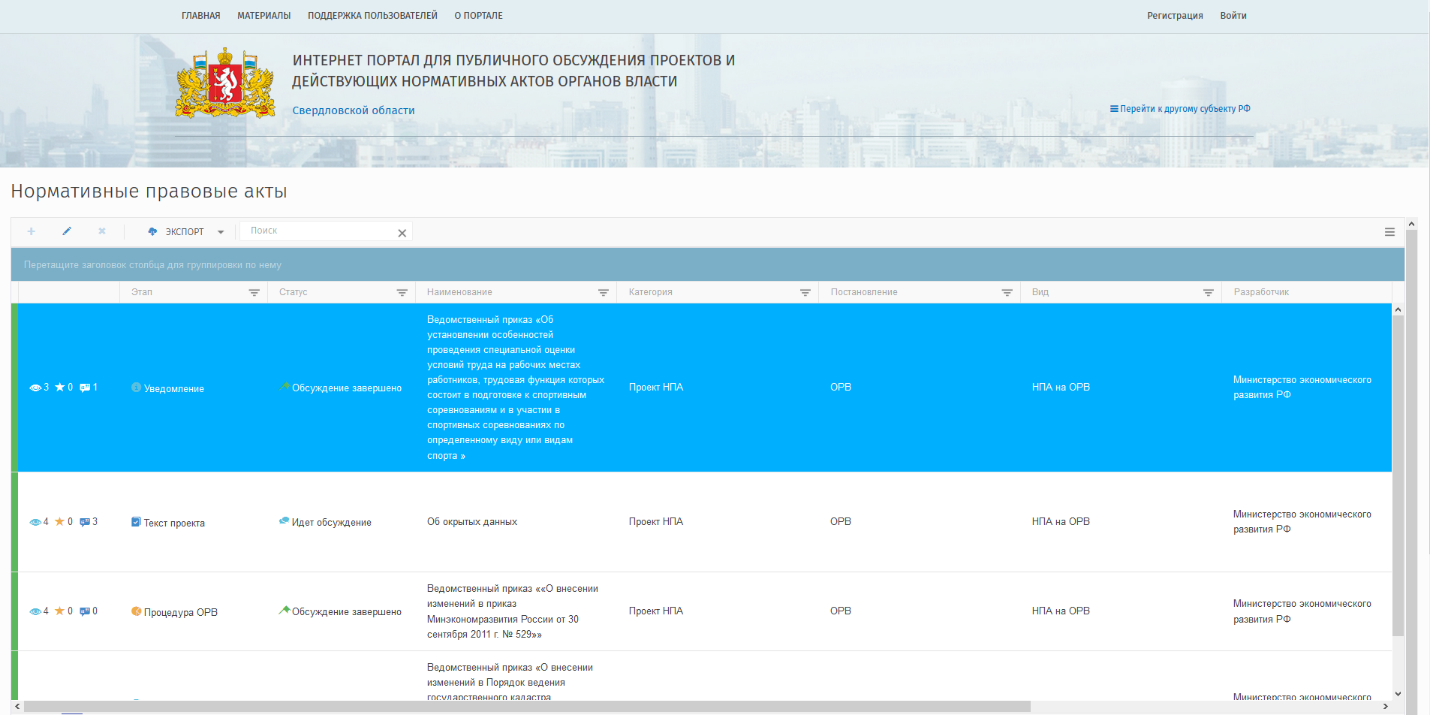 ГЛАВНАЯ МАТЕРИАЛЫ ПОДДЕРЖКА ПОЛЬЗОВАТЕЛЕЙ О ПОРТАЛЕ Регистрация Войти
ИНТЕРНЕТ ПОРТАЛ ДЛЯ ПУБЛИЧНОГО ОБСУЖДЕНИЯ ПРОЕКТОВ И
ДЕЙСТВУЮЩИХ НОРМАТИВНЫХ АКТОВ ОРГАНОВ ВЛАСТИ
Свердловской области
Перейти к другому субъекту РФ
Нормативные правовые акты
ЭКСПОРТ Поиск
Перетащите заголовок столбца для группировки по нему
Этап Статус Наименование Категория Постановление Вид Разработчик
3 0 1 Уведомление Обсуждение завершено
Ведомственный приказ «Об
установлении особенностей
проведения специальной оценки
условий труда на рабочих местах
работников, трудовая функция которых
состоит в подготовке к спортивным
соревнованиям и в участии в
спортивных соревнованиях по
определенному виду или видам
спорта »
Проект НПА ОРВ НПА на ОРВ
Министерство экономического
развития РФ
4 0 3 Текст проекта Идет обсуждение Об окрытых данных Проект НПА ОРВ НПА на ОРВ
Министерство экономического
развития РФ
4 0 0 Процедура ОРВ Обсуждение завершено
Ведомственный приказ ««О внесении
изменений в приказ
Минэкономразвития России от 30
сентября 2011 г. № 529»»
Проект НПА ОРВ НПА на ОРВ
Министерство экономического
развития РФ
Ведомственный приказ «О внесении
изменений в Порядок ведения
государственного кадастра
Министерство экономического